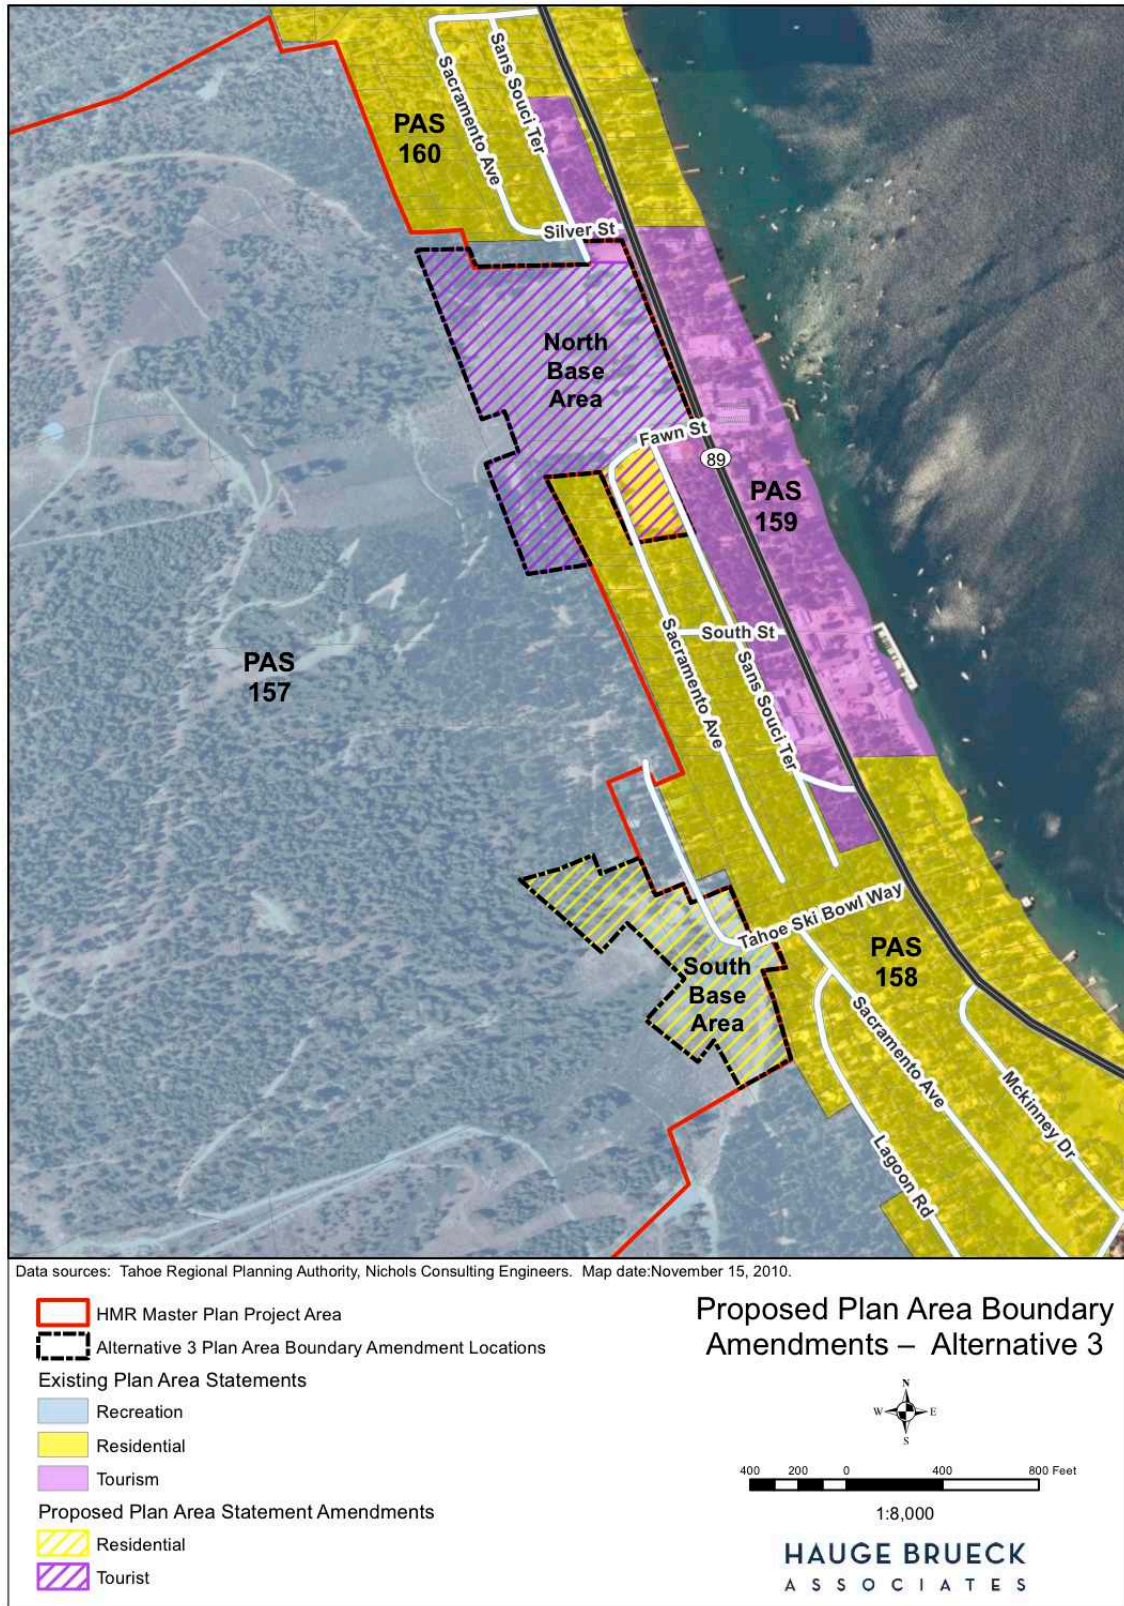 Sans Souci Ter
Sacramento Ave
PAS
160
Silver St
North
Base
Area
Fawn St
89
PAS
159
PAS
157
South St
Sacramento Ave
Sans Souci Ter
Tahoe Ski Bowl Way
PAS
158
South
Base
Area
Sacramento Ave
Mckinney Dr
Lagoon Rd
Data sources: Tahoe Regional Planning Authority, Nichols Consulting Engineers. Map date:November 15, 2010.
HMR Master Plan Project Area
Alternative 3 Plan Area Boundary Amendment Locations
Existing Plan Area Statements
Recreation
Residential
Tourism
Proposed Plan Area Statement Amendments
Residential
Tourist
Proposed Plan Area Boundary
Amendments – Alternative 3
N
W E
S
400 200 0 400 800 Feet
1:8,000
HAUGE BRUECK
ASSOCIATES